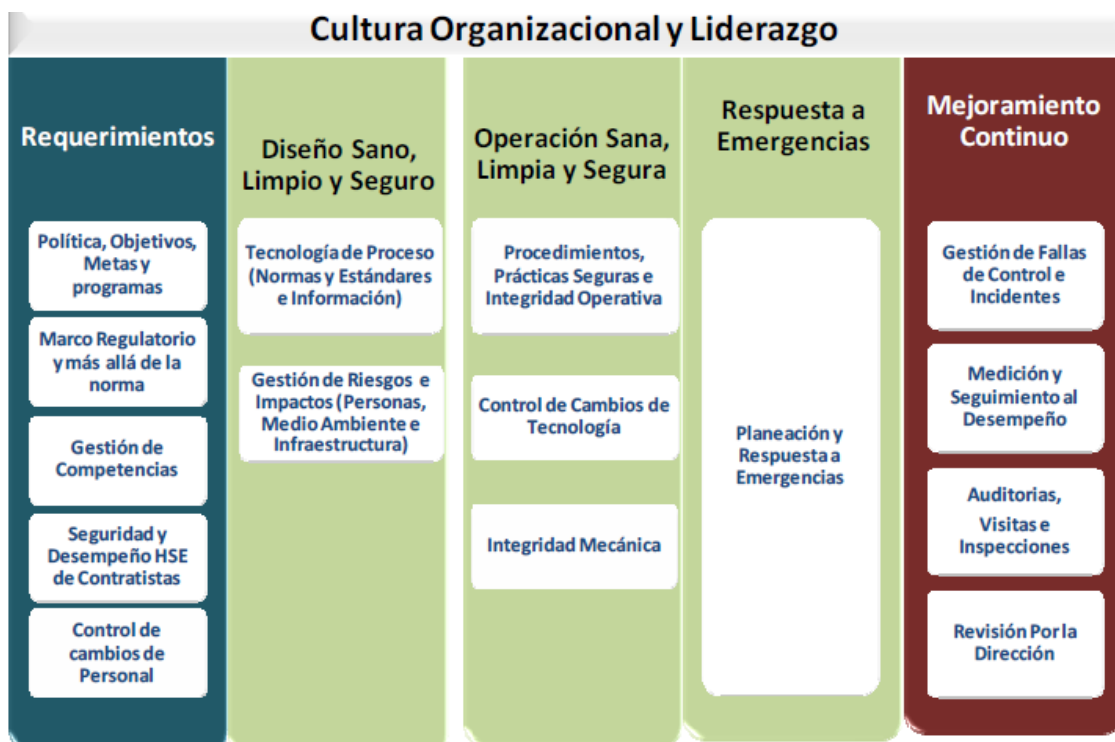 Cultura Organizacional y Liderazgo
Requerimientos
Política, Objetivos,
Metas y
programas
Marco Regulatorio
y más allá de la
norma
Gestión de
Competencias
Seguridad y
Desempeño HSE
de Contratistas
Control de
cambios de
Personal
Diseño Sano,
Limpio y Seguro
Tecnología de Proceso
(Normas y Estándares
e Información)
Gestión de Riesgos e
Impactos (Personas,
Medio Ambiente e
Infraestructura)
Operación Sana,
Limpia y Segura
Procedimientos,
Prácticas Seguras e
Integridad Operativa
Control de Cambios de
Tecnología
Integridad Mecánica
Respuesta a
Emergencias
Planeación y
Respuesta a
Emergencias
Mejoramiento
Continuo
Gestión de Fallas
de Control e
Incidentes
Medición y
Seguimiento al
Desempeño
Auditorias,
Visitas e
Inspecciones
Revisión Por la
Dirección